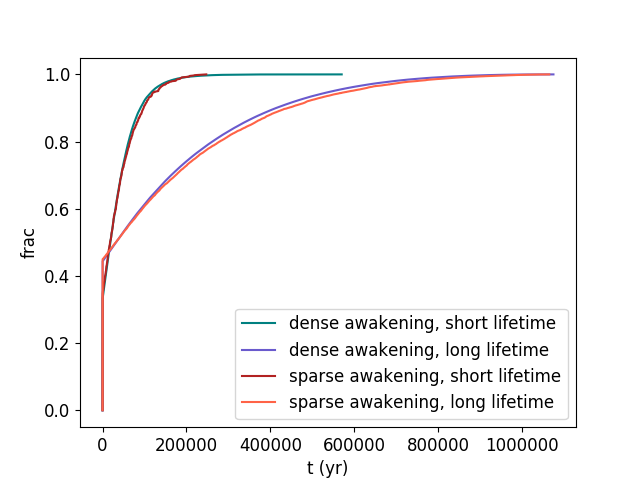 1.0
0.8
0.6
0.4
0.2
0.0
frac
dense awakening, short lifetime
dense awakening, long lifetime
sparse awakening, short lifetime
sparse awakening, long lifetime
0 200000 400000 600000 800000 1000000
t (yr)